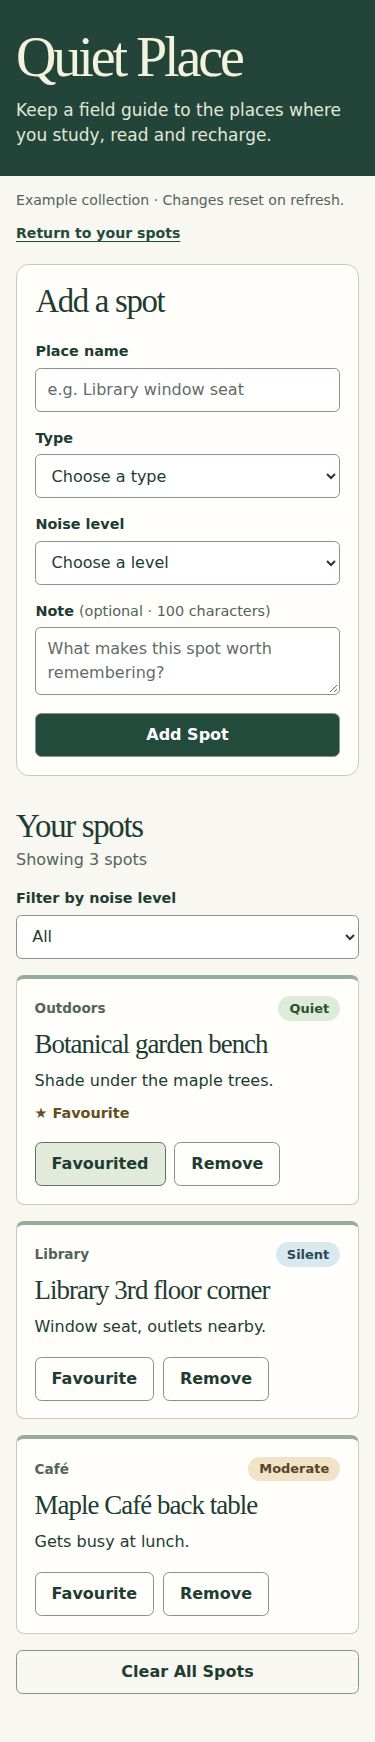 Quiet Place
Keep a field guide to the places where
you study, read and recharge.
Example collection · Changes reset on refresh.
Return to your spots
Add a spot
Place name
e.g. Library window seat
Type
Choose a type
Noise level
Choose a level
Note (optional · 100 characters)
What makes this spot worth
remembering?
Add Spot
Your spots
Showing 3 spots
Filter by noise level
All
Outdoors Quiet
Botanical garden bench
Shade under the maple trees.
★ Favourite
Favourited Remove
Library Silent
Library 3rd floor corner
Window seat, outlets nearby.
Favourite Remove
Café Moderate
Maple Café back table
Gets busy at lunch.
Favourite Remove
Clear All Spots